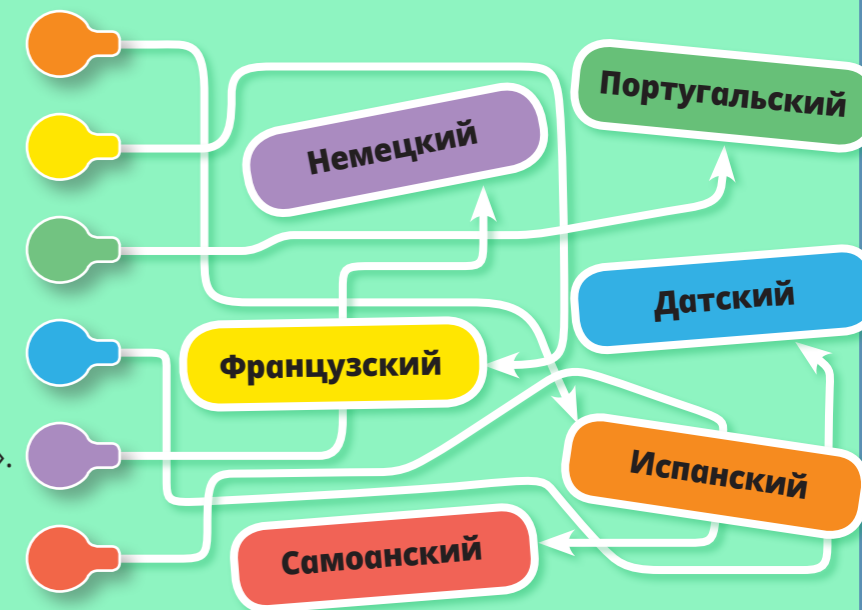 Португальский
Немецкий
Датский
Французский
Испанский
Самоанский